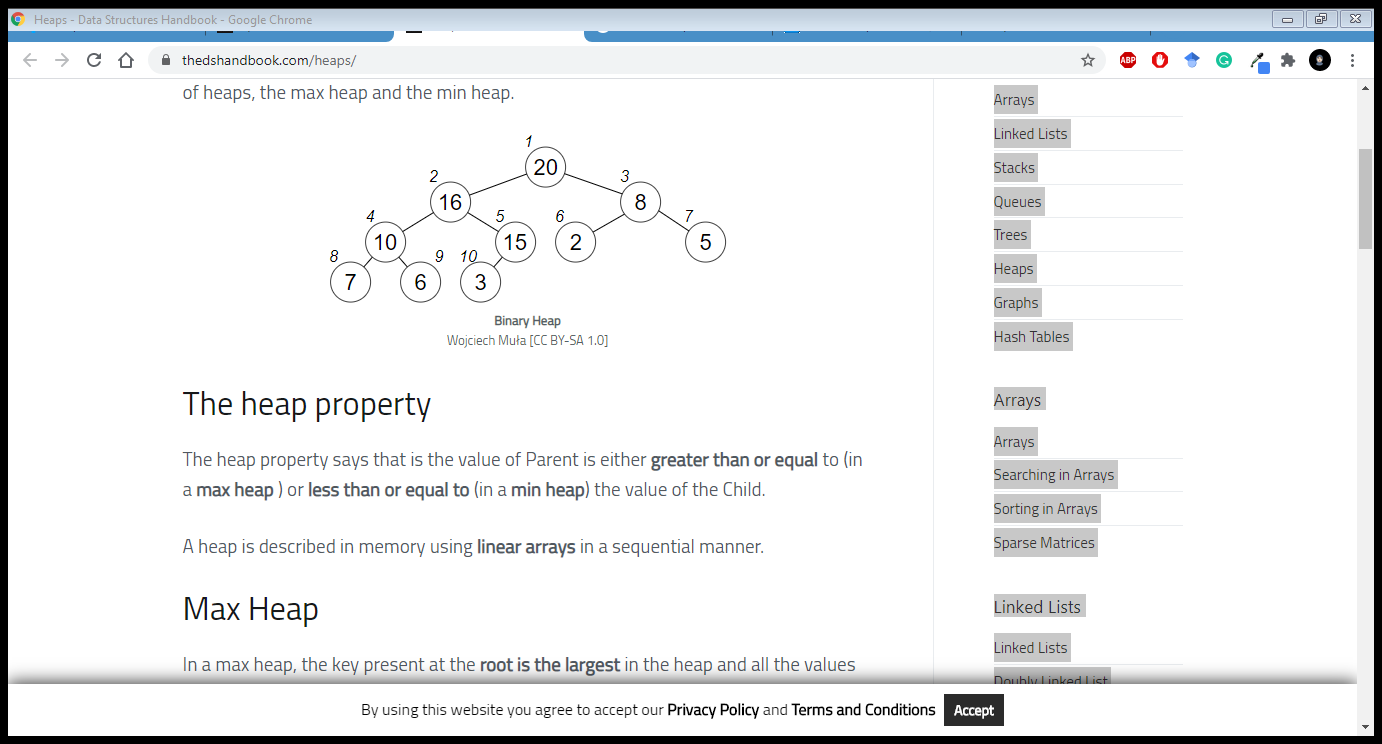 Heaps - Data Structures Handbook - Google Chrome
thedshandbook.com/heaps/
ABP
of heaps, the max heap and the min heap.
1
20
2
3
16
8
4
5
6
7
10
15
2
5
8
9
10
7
6
3
Binary Heap
Wojciech Muła [CC BY-SA 1.0]
The heap property
The heap property says that is the value of Parent is either greater than or equal to (in
a max heap ) or less than or equal to (in a min heap) the value of the Child.
A heap is described in memory using linear arrays in a sequential manner.
Max Heap
In a max heap, the key present at the root is the largest in the heap and all the values
Arrays
Linked Lists
Stacks
Queues
Trees
Heaps
Graphs
Hash Tables
Arrays
Arrays
Searching in Arrays
Sorting in Arrays
Sparse Matrices
Linked Lists
Linked Lists
Doubly Linked List
By using this website you agree to accept our Privacy Policy and Terms and Conditions Accept